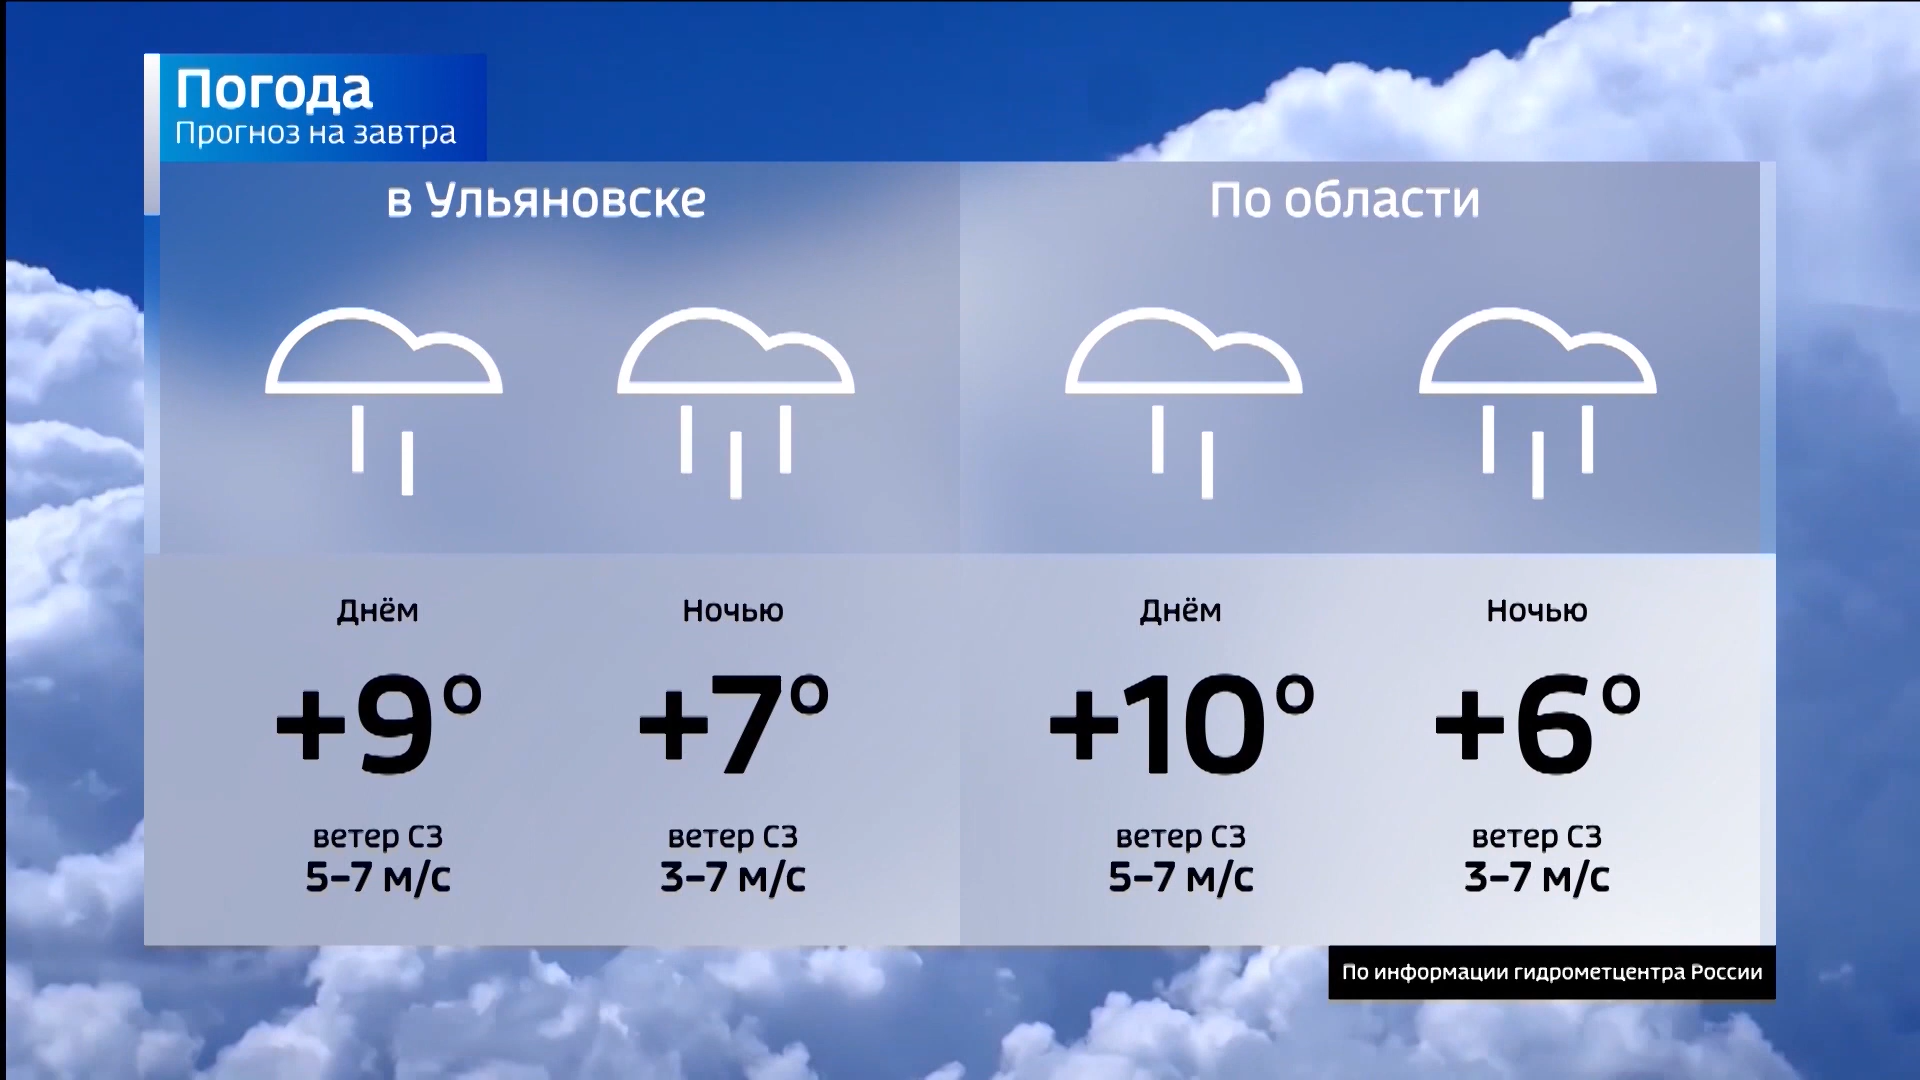 Погода
Прогноз на завтра
в Ульяновске
По области
Днём
Ночью
Днём
Ночью
+9°
+7°
+10°
+6°
ветер СЗ
ветер СЗ
ветер СЗ
ветер СЗ
5-7 м/с
3-7 м/с
5-7 м/с
3-7 м/с
По информации гидрометцентра России